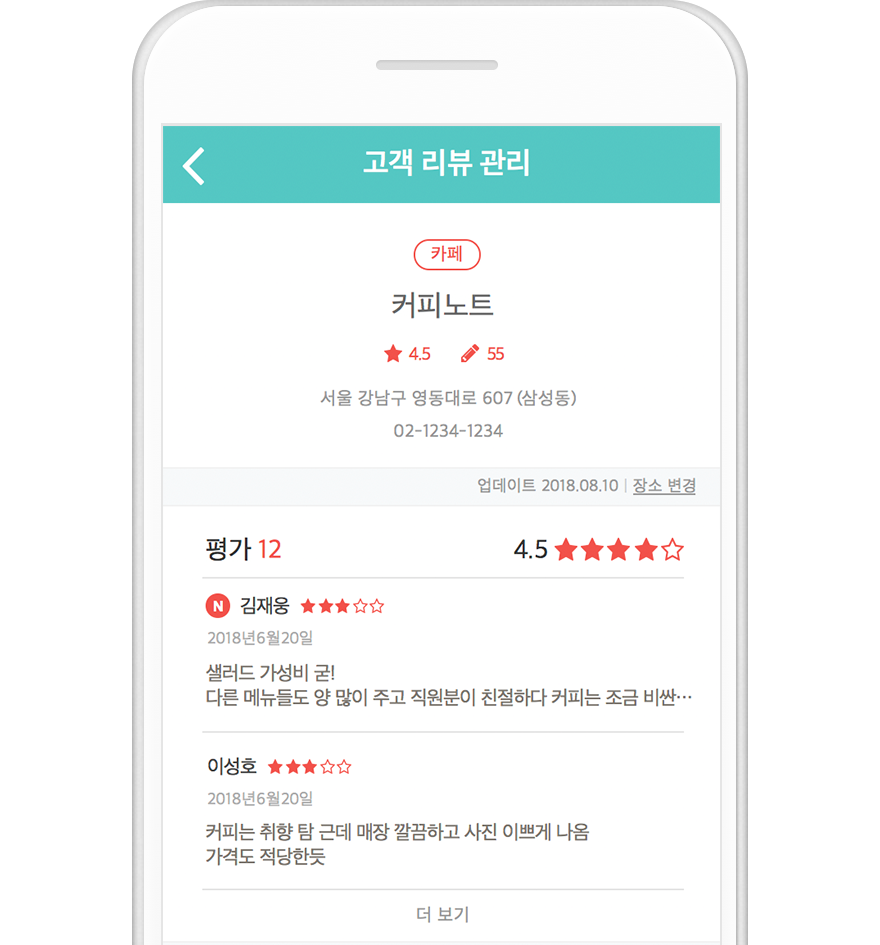 고객 리뷰 관리
카페
커피노트
4.5 55
서울 강남구 영동대로 607 (삼성동)
02-1234-1234
업데이트 2018.08.10 | 장소 변경
평가 12 4.5
N 김재웅
2018년6월20일
샐러드 가성비 굳!
다른 메뉴들도 양 많이 주고 직원분이 친절하다 커피는 조금 비싼…
이성호
2018년6월20일
커피는 취향 탐 근데 매장 깔끔하고 사진 이쁘게 나옴
가격도 적당한듯
더 보기